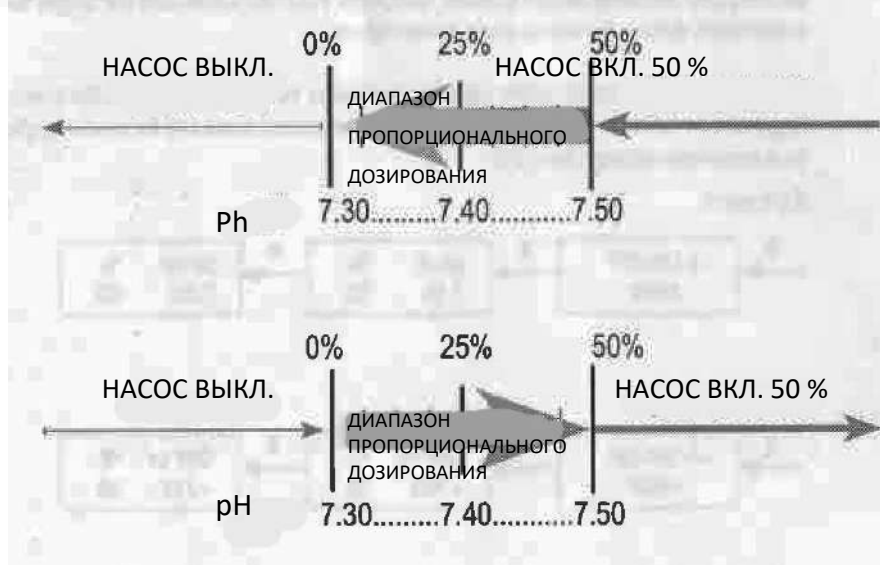 0% 25% 50%
НАСОС ВЫКЛ. НАСОС ВКЛ. 50 %
ДИАПАЗОН
ПРОПОРЦИОНАЛЬНОГО
ДОЗИРОВАНИЯ
Ph 7.30.........7.40............7.50
0% 25% 50%
НАСОС ВЫКЛ. НАСОС ВКЛ. 50 %
ДИАПАЗОН
ПРОПОРЦИОНАЛЬНОГО
ДОЗИРОВАНИЯ
pH 7.30.........7.40...........7.50